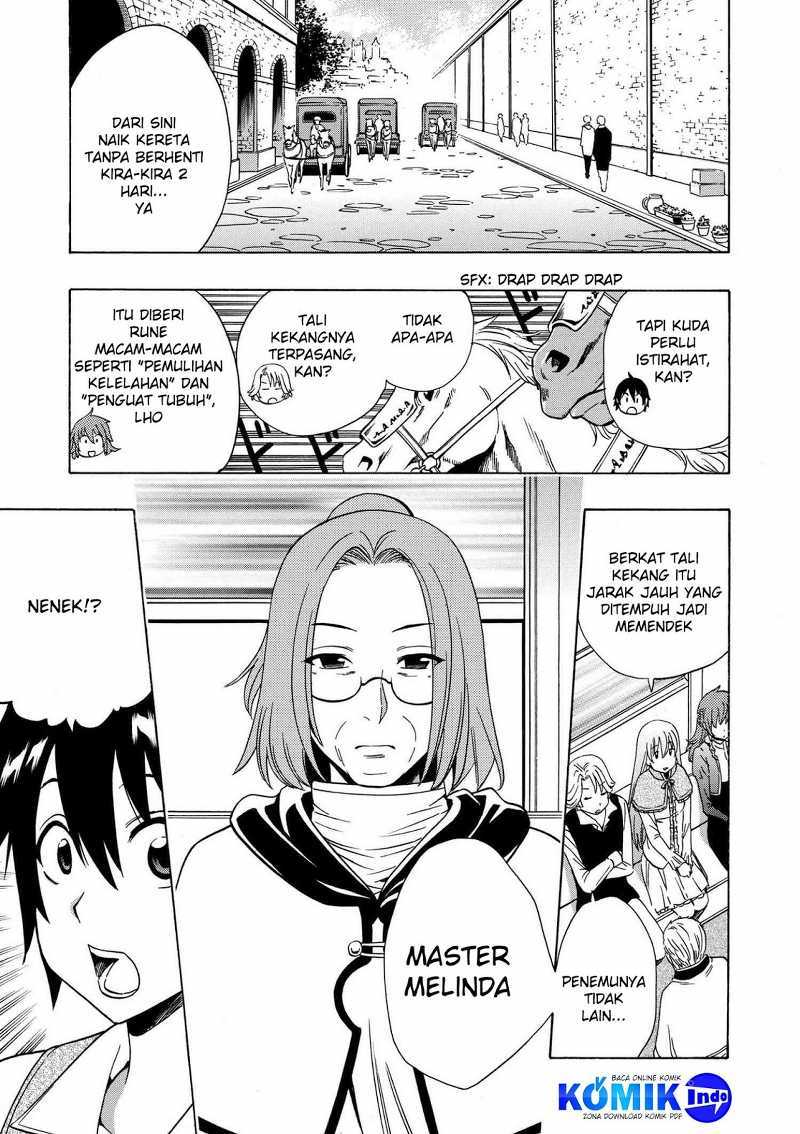 DARI SINI
NAIK KERETA
TANPA BERHENTI
KIRA-KIRA 2
HARI...
YA
SFX: DRAP DRAP DRAP
TAPI KUDA
PERLU
ISTIRAHAT,
KAN?
TIDAK
APA-APA
TALI
KEKANGNYA
TERPASANG,
KAN?
ITU DIBERI
RUNE
MACAM-MACAM
SEPERTI "PEMULIHAN
KELELAHAN" DAN
"PENGUAT TUBUH",
LHO
BERKAT TALI
KEKANG ITU
JARAK JAUH YANG
DITEMPUH JADI
MEMENDEK
PENEMUNYA
TIDAK
LAIN...
MASTER
MELINDA
NENEK!?
BACA ONLINE KOMIK
KOMIK Indo
ZONA DOWNLOAD KOMIK PDF